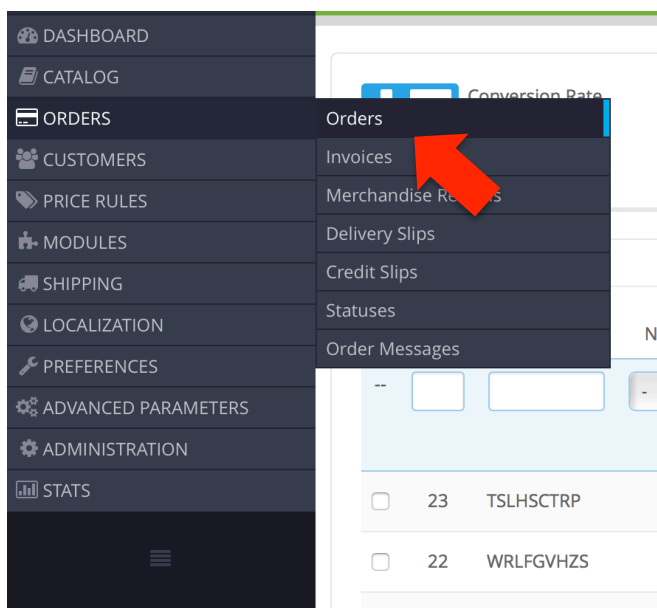 DASHBOARD
CATALOG
ORDERS
CUSTOMERS
PRICE RULES
MODULES
SHIPPING
LOCALIZATION
PREFERENCES
ADVANCED PARAMETERS
ADMINISTRATION
STATS
Conversion Rate
Orders
Invoices
Merchandise
Delivery Slips
Credit Slips
Statuses
Order Messages
N
--
-
23 TSLHSCTRP
22 WRLFGVHZS